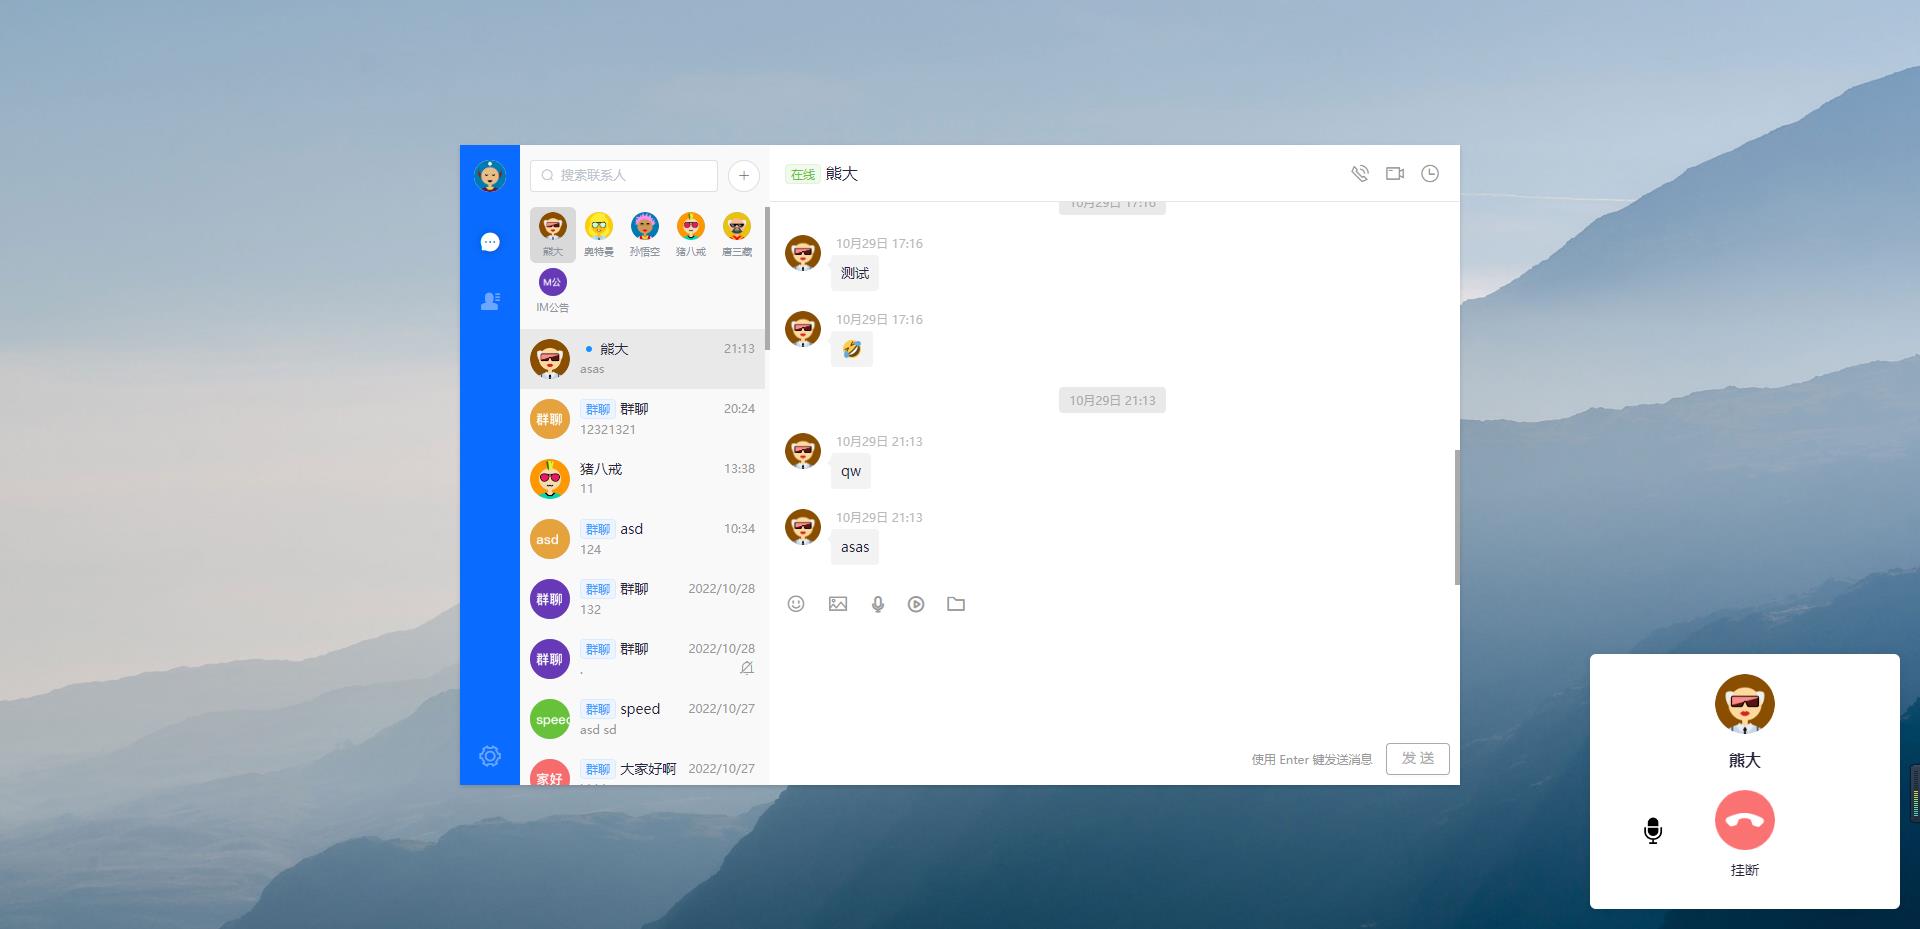 搜索联系人
熊大
奥特曼
孙悟空
猪八戒
唐三藏
M公
IM公告
熊大 21:13
asas
群聊
群聊 群聊 20:24
12321321
猪八戒 13:38
11
asd
群聊 asd 10:34
124
群聊
群聊 群聊 2022/10/28
132
群聊
群聊 群聊 2022/10/28
.
speed
群聊 speed 2022/10/27
asd sd
家好
群聊 大家好啊 2022/10/27
在线 熊大
10月29日 17:16
10月29日 17:16
测试
10月29日 17:16
🤣
10月29日 21:13
10月29日 21:13
qw
10月29日 21:13
asas
使用 Enter 键发送消息
发 送
熊大
挂断